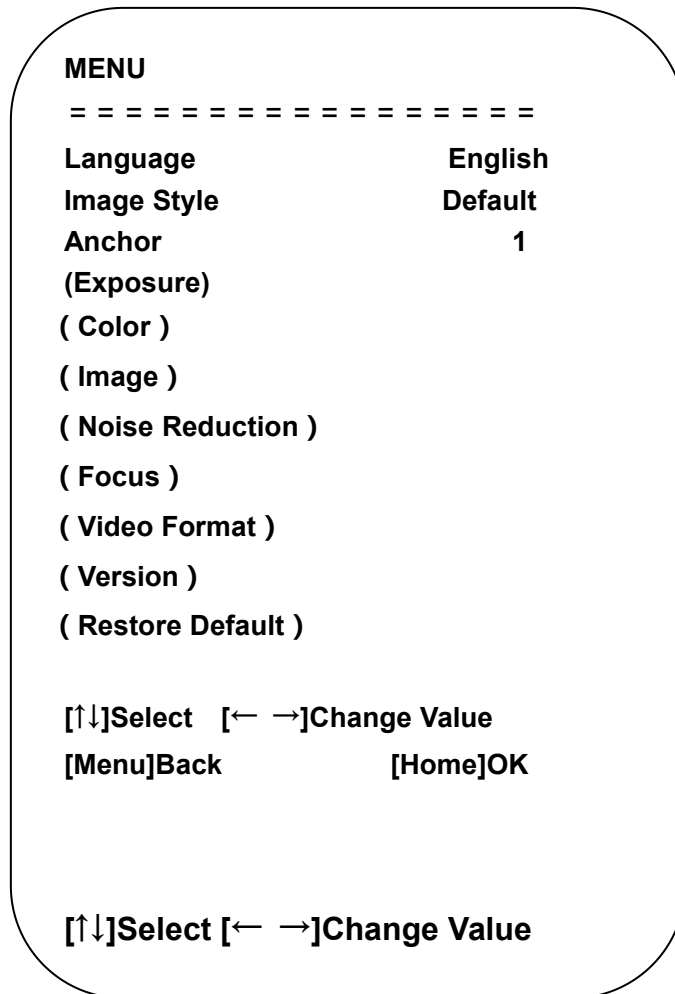 MENU
= = = = = = = = = = = = = = = = =
Language English
Image Style Default
Anchor 1
(Exposure)
( Color )
( Image )
( Noise Reduction )
( Focus )
( Video Format )
( Version )
( Restore Default )
[↑↓]Select [← →]Change Value
[Menu]Back [Home]OK
[↑↓]Select [← →]Change Value